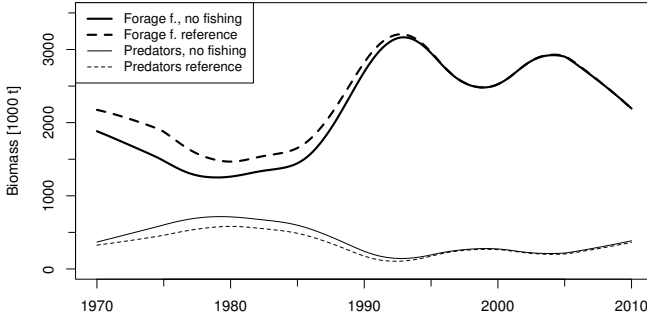 Forage f., no fishing
Forage f. reference
Predators, no fishing
Predators reference
Biomass [1000 t]
3000
2000
1000
0
1970 1980 1990 2000 2010